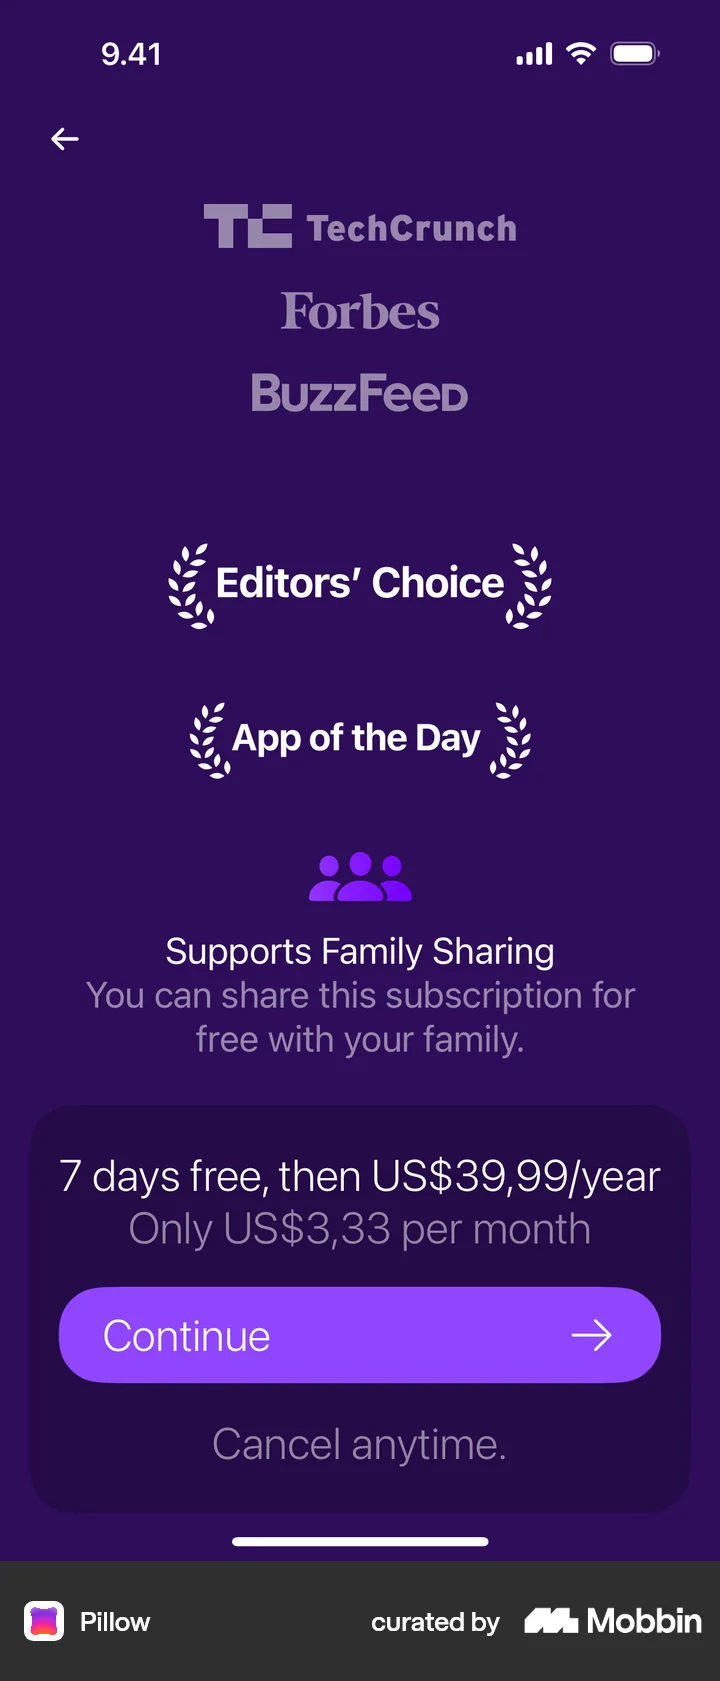 9.41
TechCrunch
Forbes
BuzzFeed
Editors’ Choice
App of the Day
Supports Family Sharing
You can share this subscription for
free with your family.
7 days free, then US$39,99/year
Only US$3,33 per month
Continue
Cancel anytime.
Pillow
curated by Mobbin